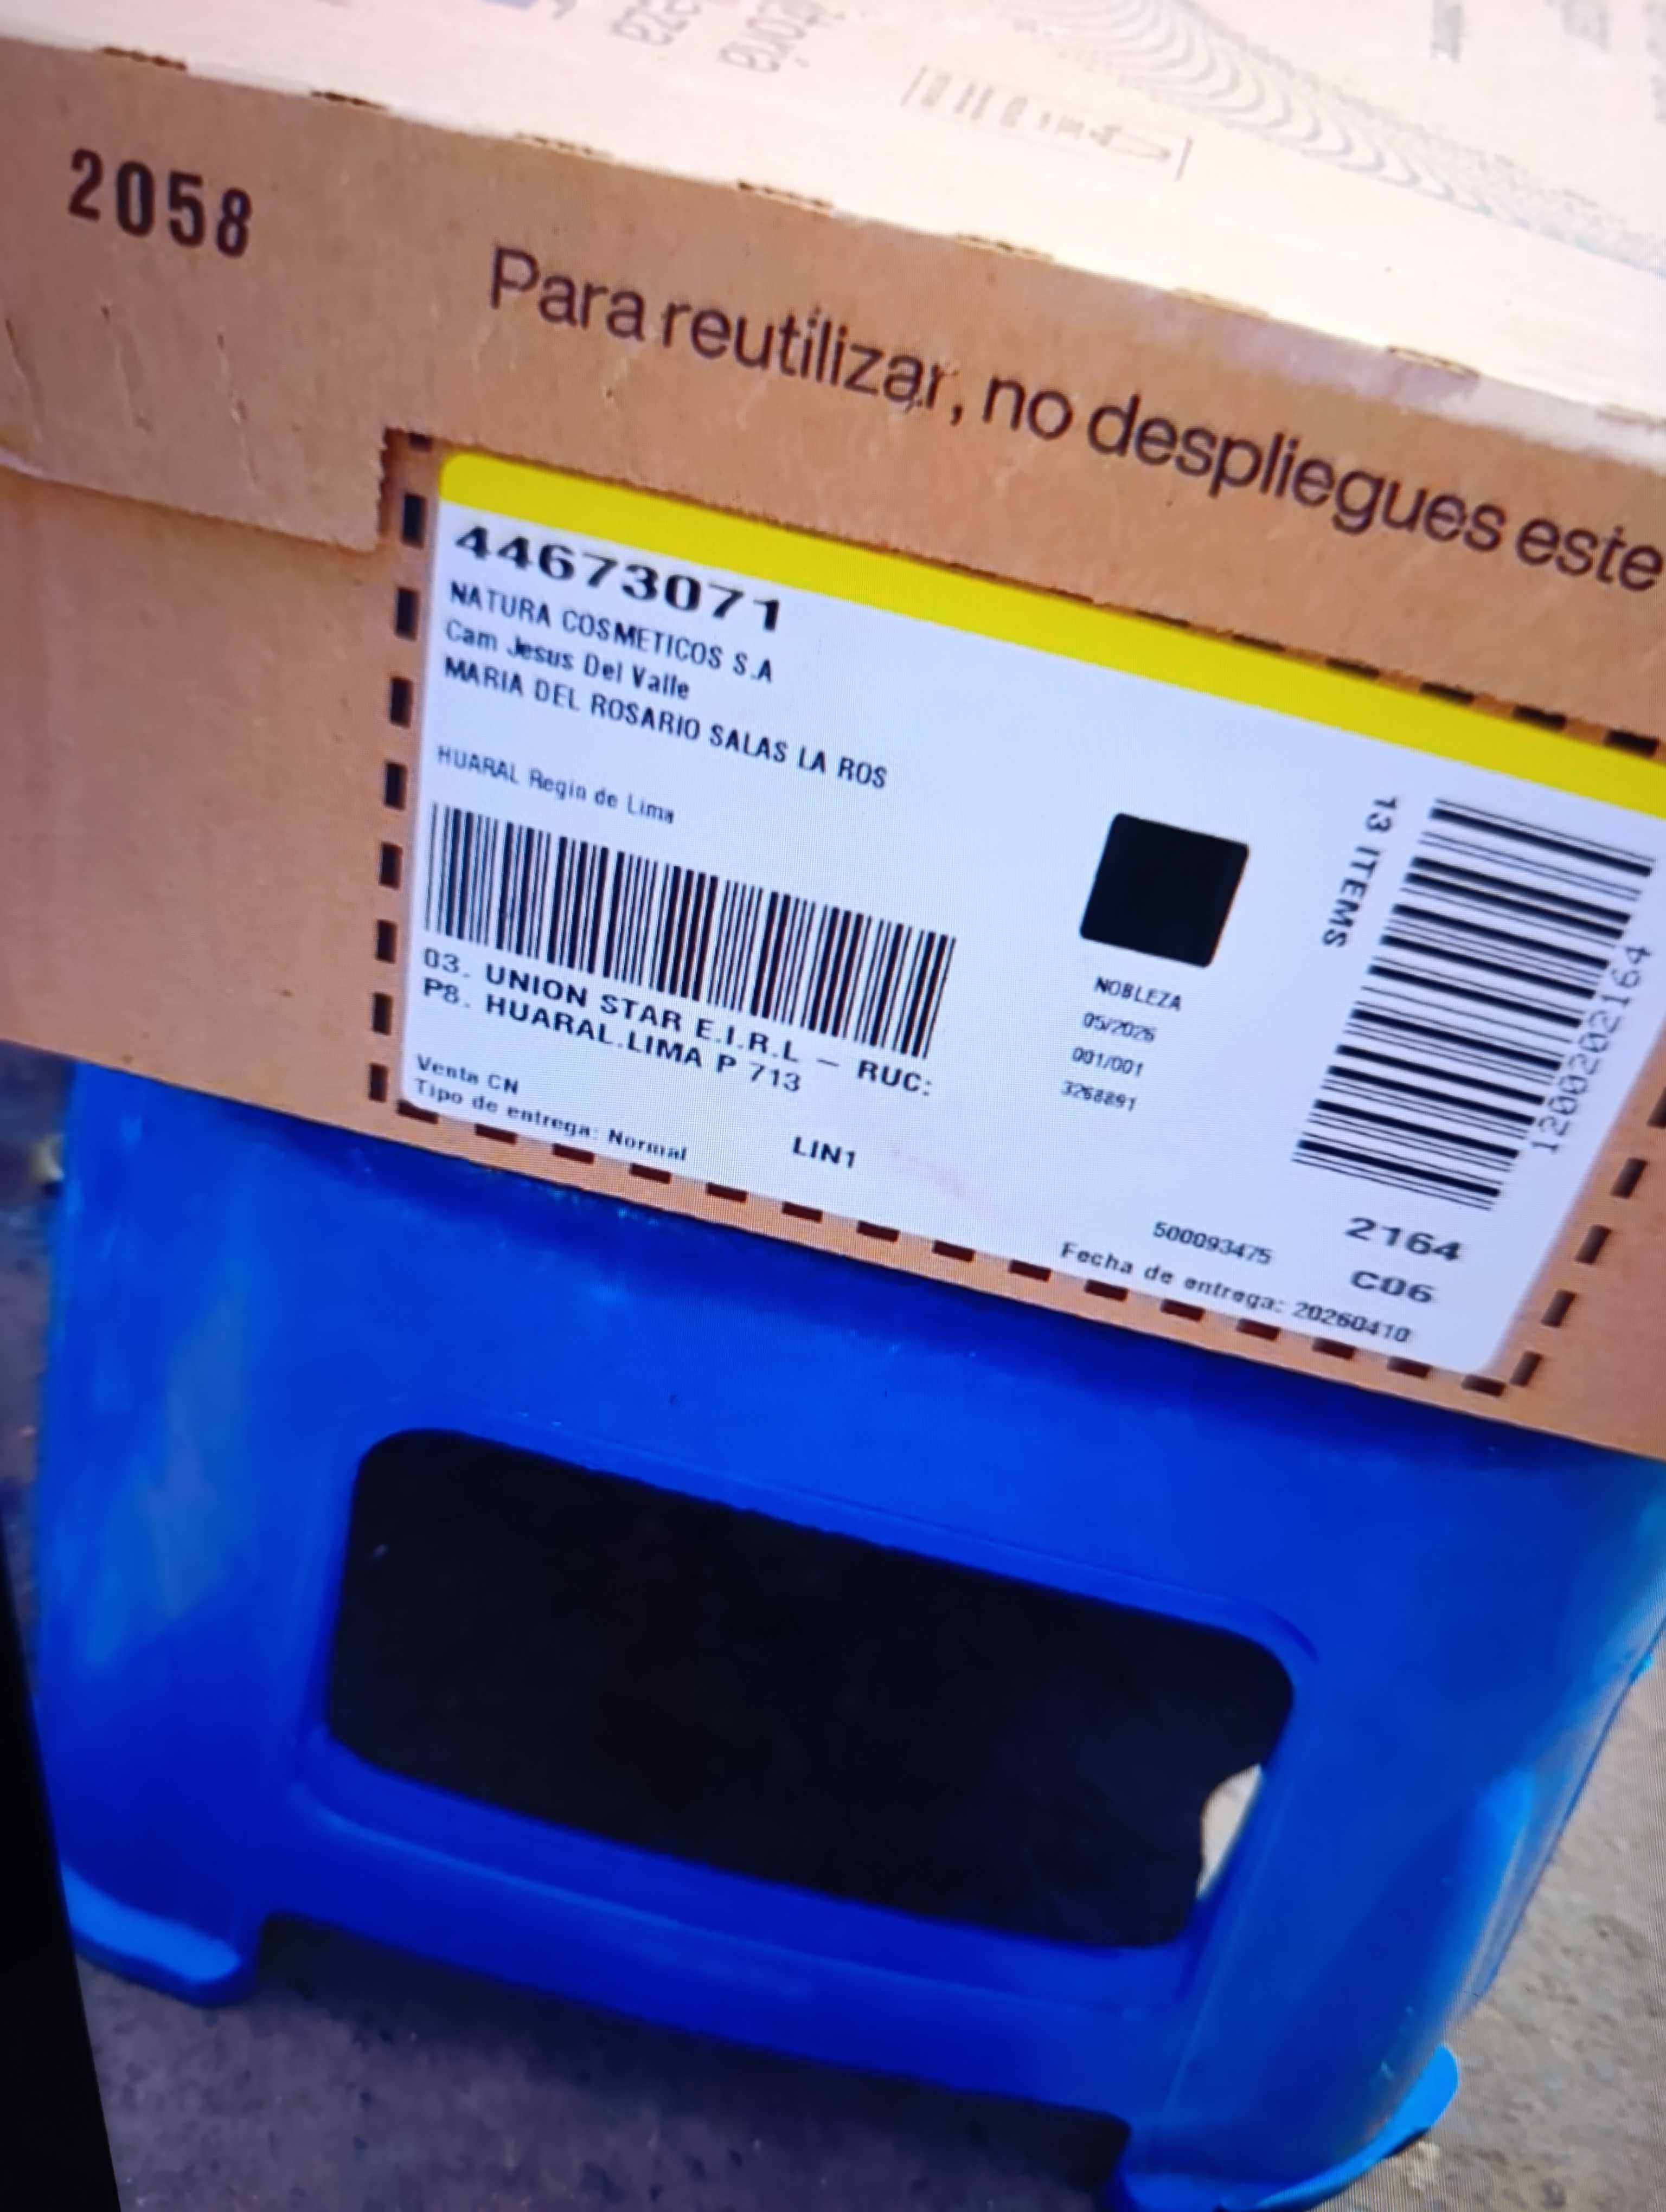 2058
Para reutilizar, no despliegues este
44673071
NATURA COSMETICOS S.A
Cam Jesus Del Valle
MARIA DEL ROSARIO SALAS LA ROS
HUARAL Regin de Lima
03. UNION STAR E.I.R.L – RUC:
P8. HUARAL.LIMA P 713
Venta CN
Tipo de entrega: Normal
LIN1
NOBLEZA
05/2026
001/001
3268891
13 ITEMS
1200202164
2164
C06
500093475
Fecha de entrega: 20260410